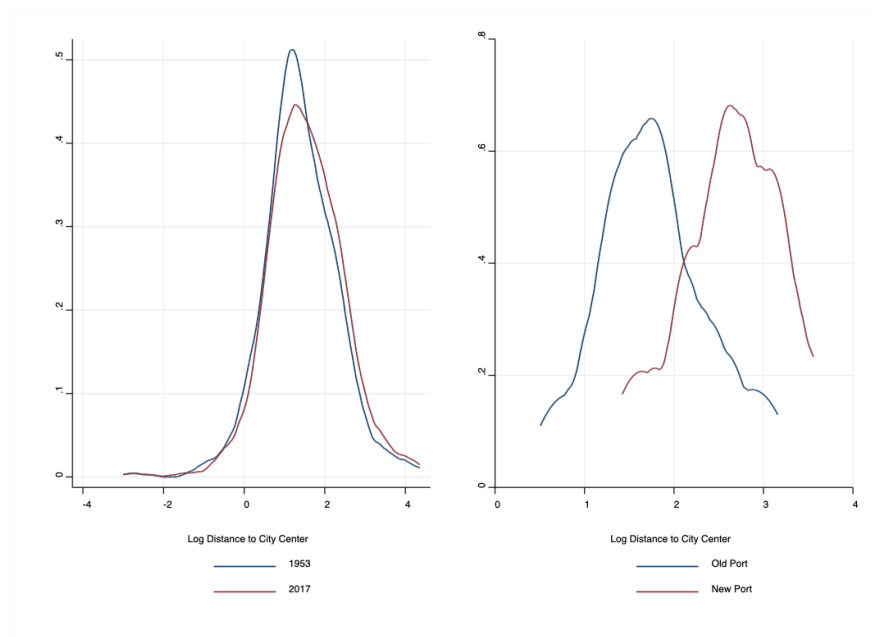 .5
.4
.3
.2
.1
0
-4 -2 0 2 4
Log Distance to City Center
1953
2017
.8
.6
.4
.2
0
0 1 2 3 4
Log Distance to City Center
Old Port
New Port